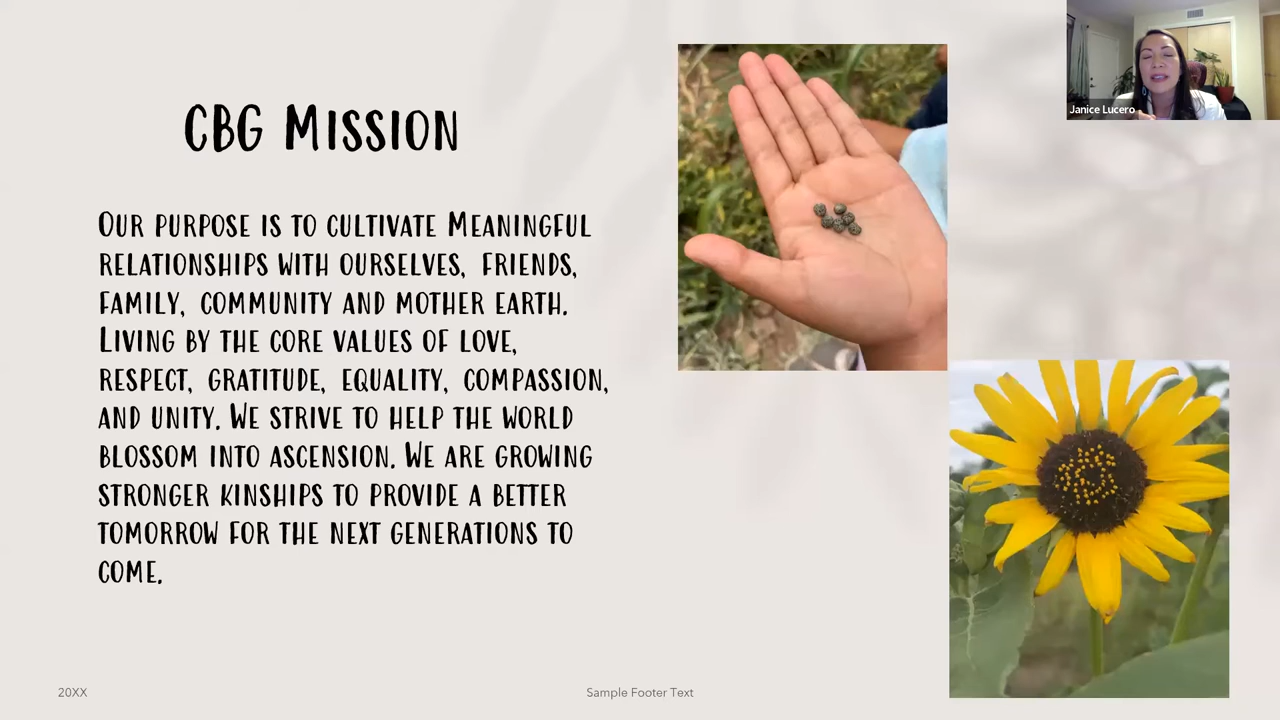 CBG Mission
Our purpose is to cultivate Meaningful
relationships with ourselves, friends,
family, community and mother earth.
Living by the core values of love,
respect, gratitude, equality, compassion,
and unity. We strive to help the world
blossom into ascension. We are growing
stronger kinships to provide a better
tomorrow for the next generations to
come.
Janice Lucero
20XX
Sample Footer Text